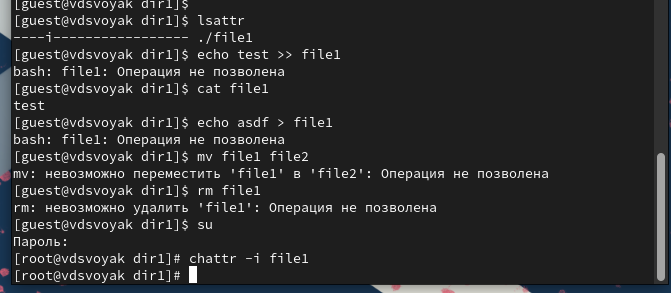 [guest@vdsvoyak dir1]$
[guest@vdsvoyak dir1]$ lsattr
----i----------------- ./file1
[guest@vdsvoyak dir1]$ echo test >> file1
bash: file1: Операция не позволена
[guest@vdsvoyak dir1]$ cat file1
test
[guest@vdsvoyak dir1]$ echo asdf > file1
bash: file1: Операция не позволена
[guest@vdsvoyak dir1]$ mv file1 file2
mv: невозможно переместить 'file1' в 'file2': Операция не позволена
[guest@vdsvoyak dir1]$ rm file1
rm: невозможно удалить 'file1': Операция не позволена
[guest@vdsvoyak dir1]$ su
Пароль:
[root@vdsvoyak dir1]# chattr -i file1
[root@vdsvoyak dir1]#